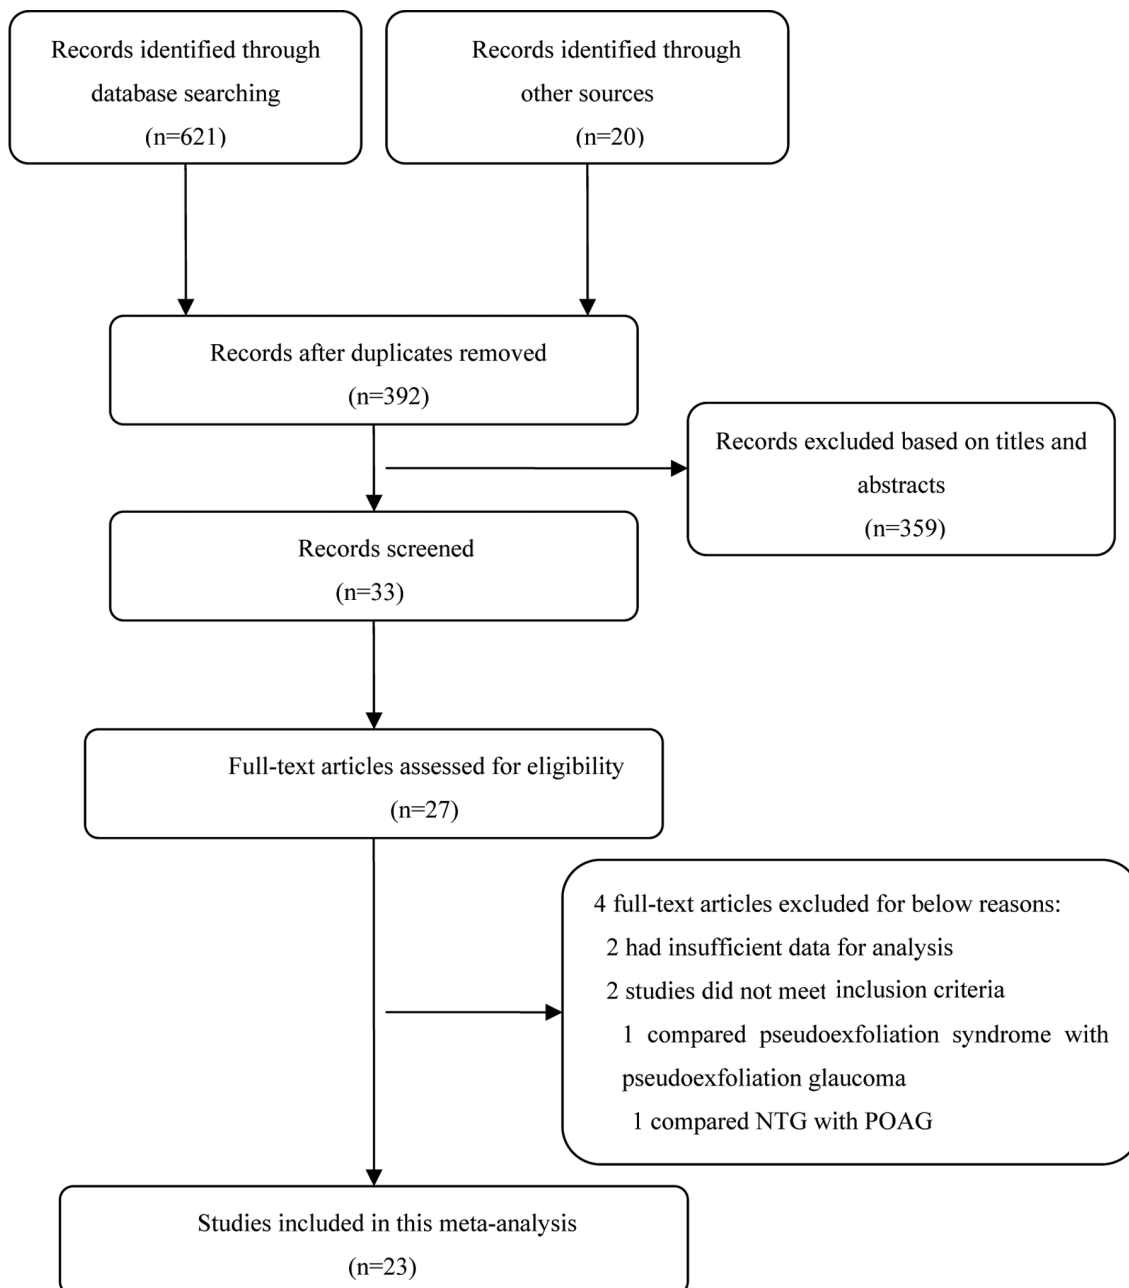 Records identified through
database searching
(n=621)
Records identified through
other sources
(n=20)
Records after duplicates removed
(n=392)
Records excluded based on titles and
abstracts
(n=359)
Records screened
(n=33)
Full-text articles assessed for eligibility
(n=27)
4 full-text articles excluded for below reasons:
2 had insufficient data for analysis
2 studies did not meet inclusion criteria
1 compared pseudoexfoliation syndrome with
pseudoexfoliation glaucoma
1 compared NTG with POAG
Studies included in this meta-analysis
(n=23)